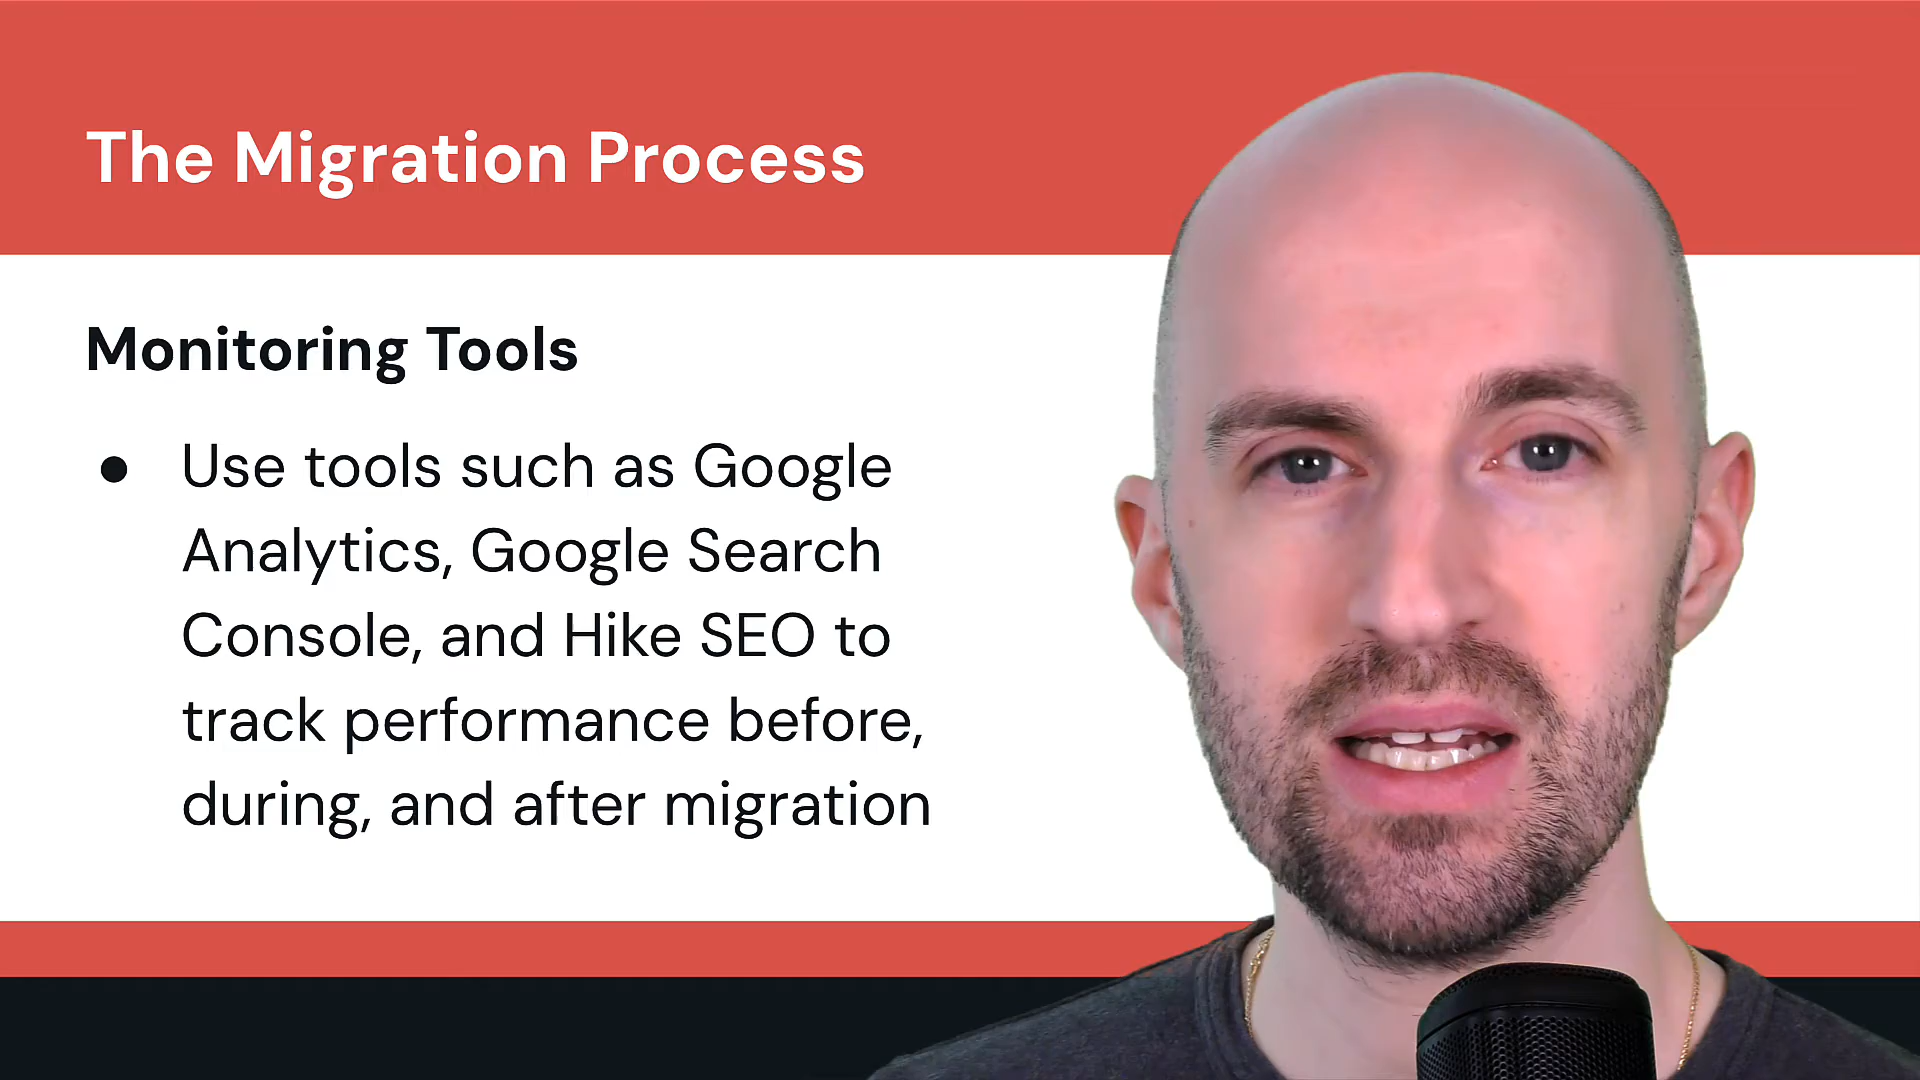 The Migration Process
Monitoring Tools
● Use tools such as Google
Analytics, Google Search
Console, and Hike SEO to
track performance before,
during, and after migration